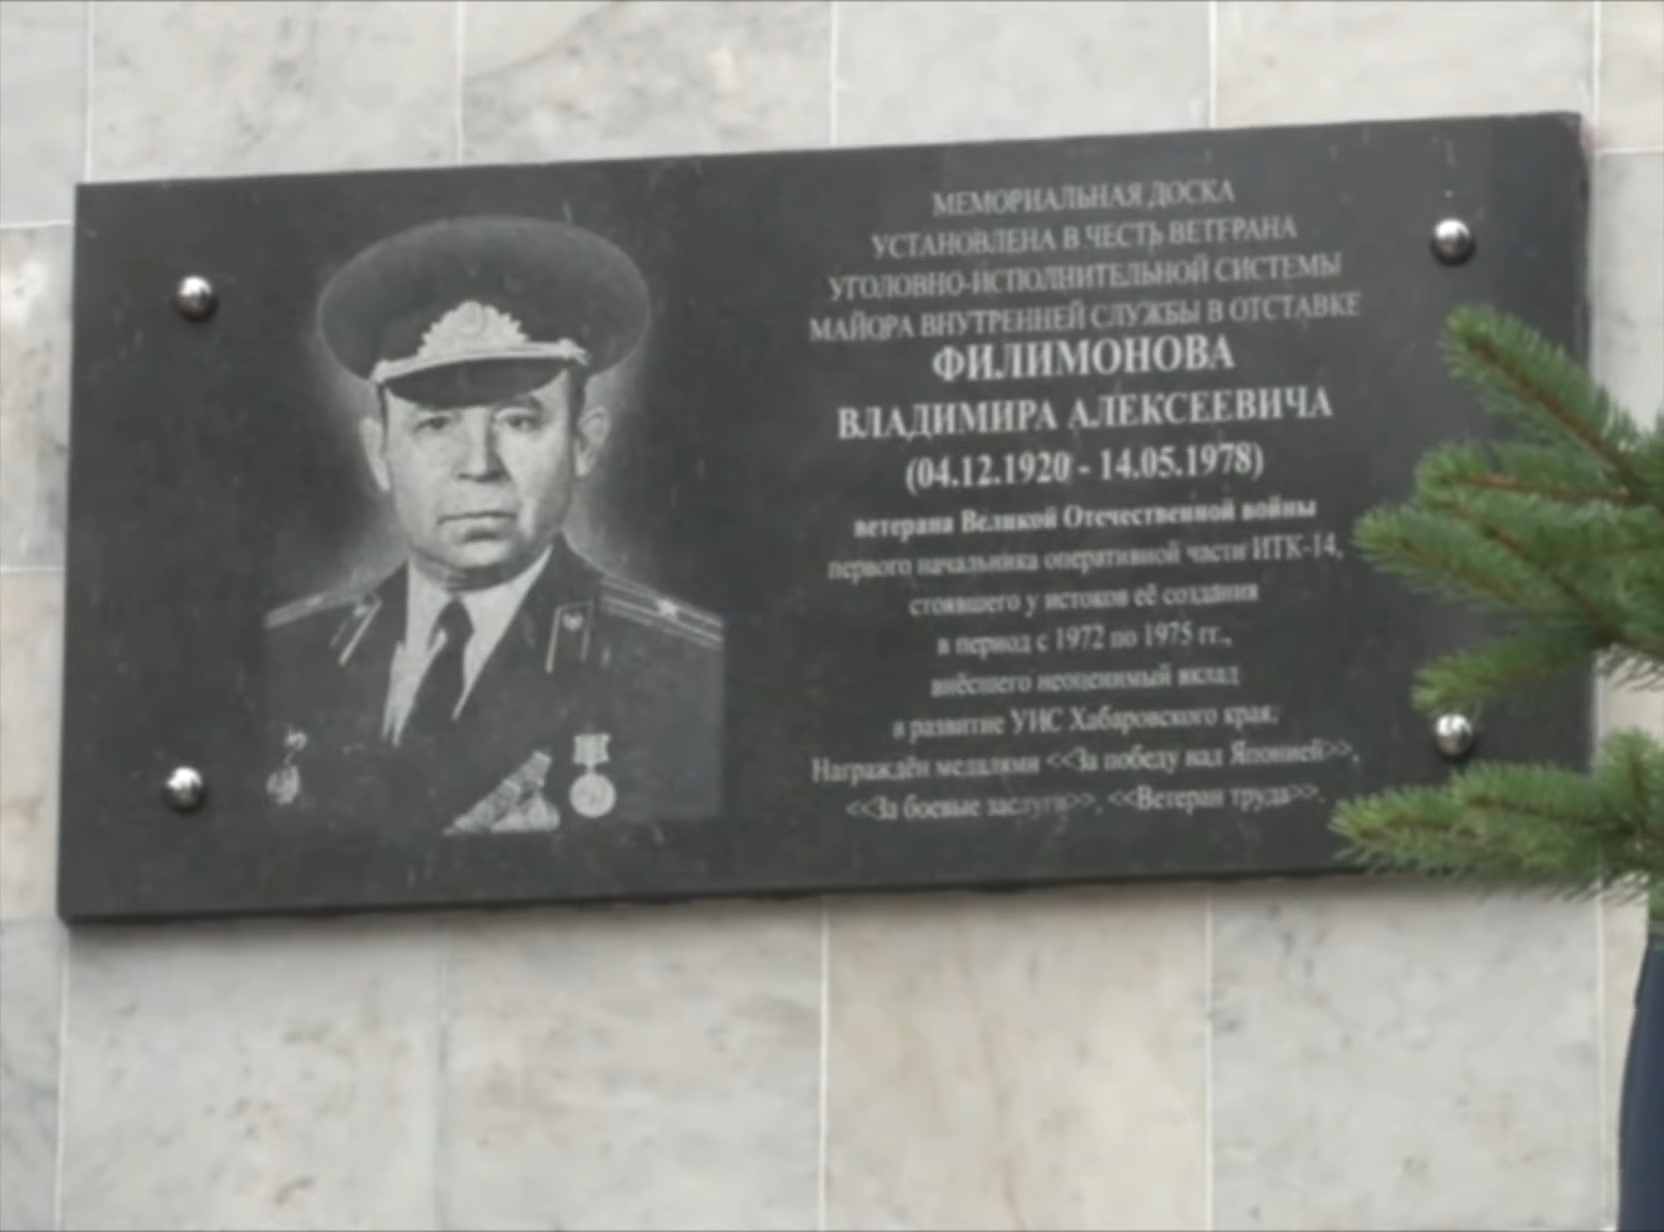 МЕМОРИАЛЬНАЯ ДОСКА
УСТАНОВЛЕНА В ЧЕСТЬ ВЕТЕРАНА
УГОЛОВНО-ИСПОЛНИТЕЛЬНОЙ СИСТЕМЫ
МАЙОРА ВНУТРЕННЕЙ СЛУЖБЫ В ОТСТАВКЕ
ФИЛИМОНОВА
ВЛАДИМИРА АЛЕКСЕЕВИЧА
(04.12.1920 - 14.05.1978)
ветерана Великой Отечественной войны
первого начальника оперативной части ИТК-14,
стоявшего у истоков её создания
в период с 1972 по 1975 гг.,
внёсшего неоценимый вклад
в развитие УИС Хабаровского края;
Награждён медалями <<За победу над Японией>>,
<<За боевые заслуги>>, <<Ветеран труда>>.